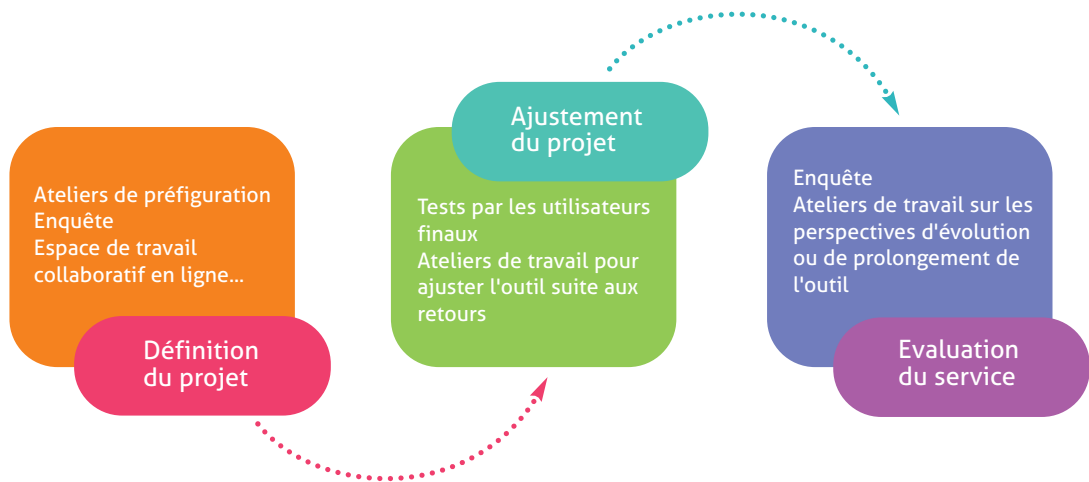 Ateliers de préfiguration
Enquête
Espace de travail
collaboratif en ligne...
Définition
du projet
Ajustement
du projet
Tests par les utilisateurs
finaux
Ateliers de travail pour
ajuster l'outil suite aux
retours
Enquête
Ateliers de travail sur les
perspectives d'évolution
ou de prolongement de
l'outil
Evaluation
du service